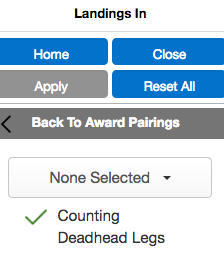 Landings In
Home Close
Apply Reset All
Back To Award Pairings
None Selected
Counting
Deadhead Legs